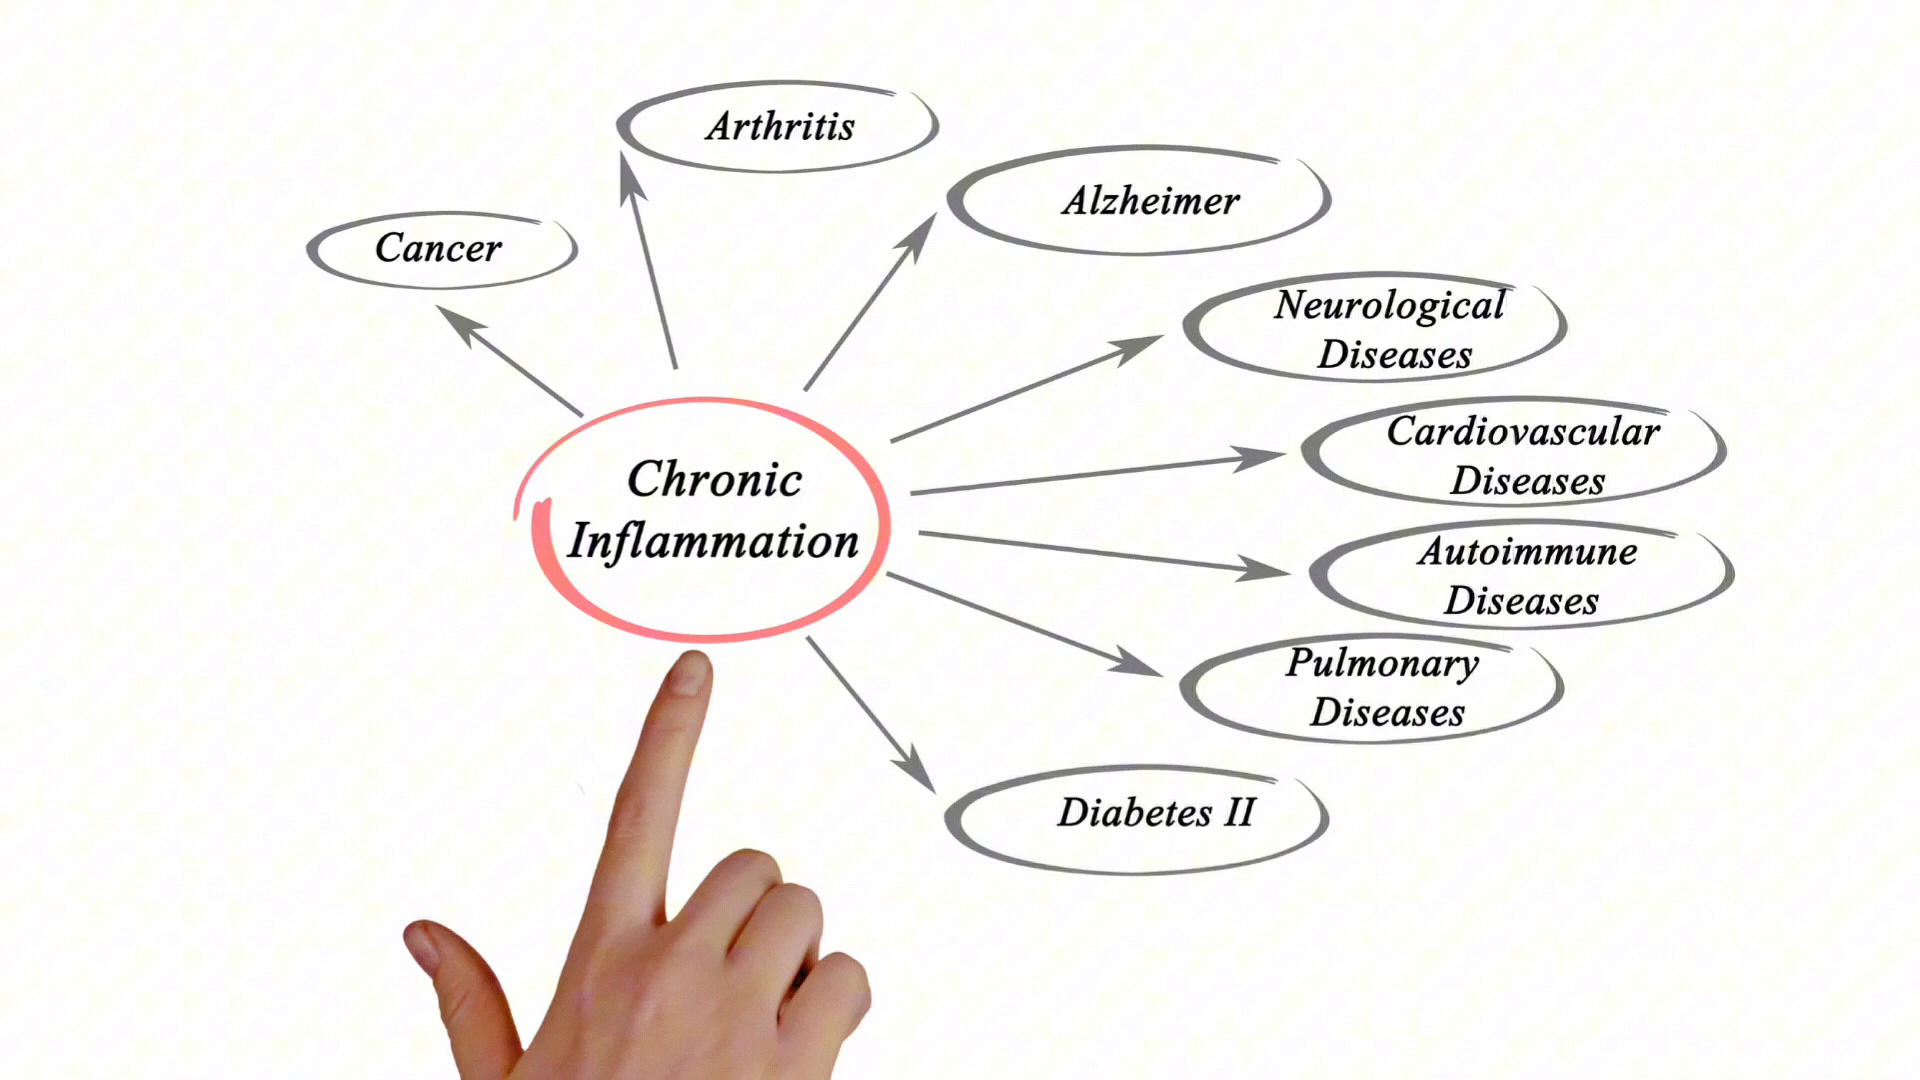 Arthritis
Alzheimer
Cancer
Neurological
Diseases
Cardiovascular
Diseases
Chronic
Inflammation
Autoimmune
Diseases
Pulmonary
Diseases
Diabetes II